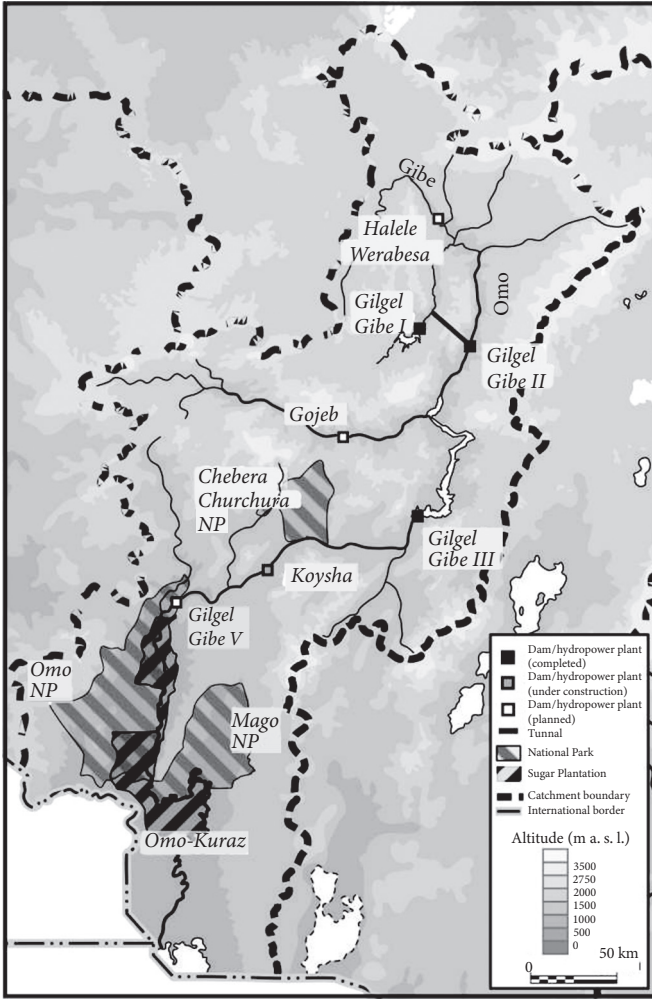 Gibe
Halele
Werabesa
Omo
Gilgel
Gibe I
Gilgel
Gibe II
Gojeb
Chebera
Churchura
NP
Gilgel
Gibe III
Koysha
Gilgel
Gibe V
Omo
NP
Mago
NP
Omo-Kuraz
Dam/hydropower plant
(completed)
Dam/hydropower plant
(under construction)
Dam/hydropower plant
(planned)
Tunnal
National Park
Sugar Plantation
Catchment boundary
International border
Altitude (m a. s. l.)
3500
2750
2000
1500
1000
500
0
50 km
0